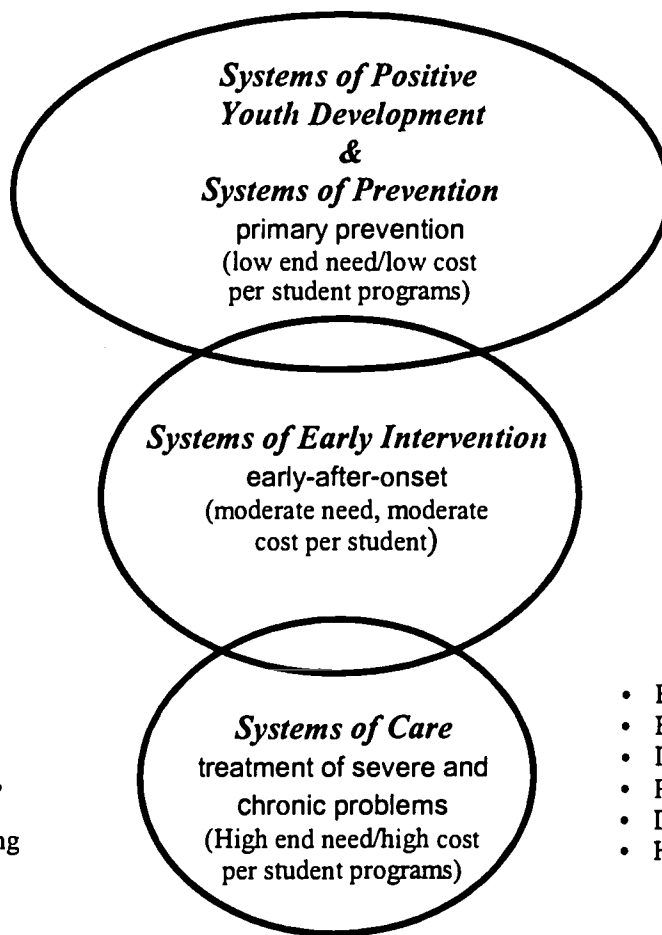 Systems of Positive
Youth Development
&
Systems of Prevention
primary prevention
(low end need/low cost
per student programs)
Systems of Early Intervention
early-after-onset
(moderate need, moderate
cost per student)
Systems of Care
treatment of severe and
chronic problems
(High end need/high cost
per student programs)